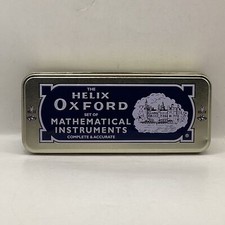 THE
HELIX
OXFORD
SET OF
MATHEMATICAL
INSTRUMENTS
COMPLETE & ACCURATE
®